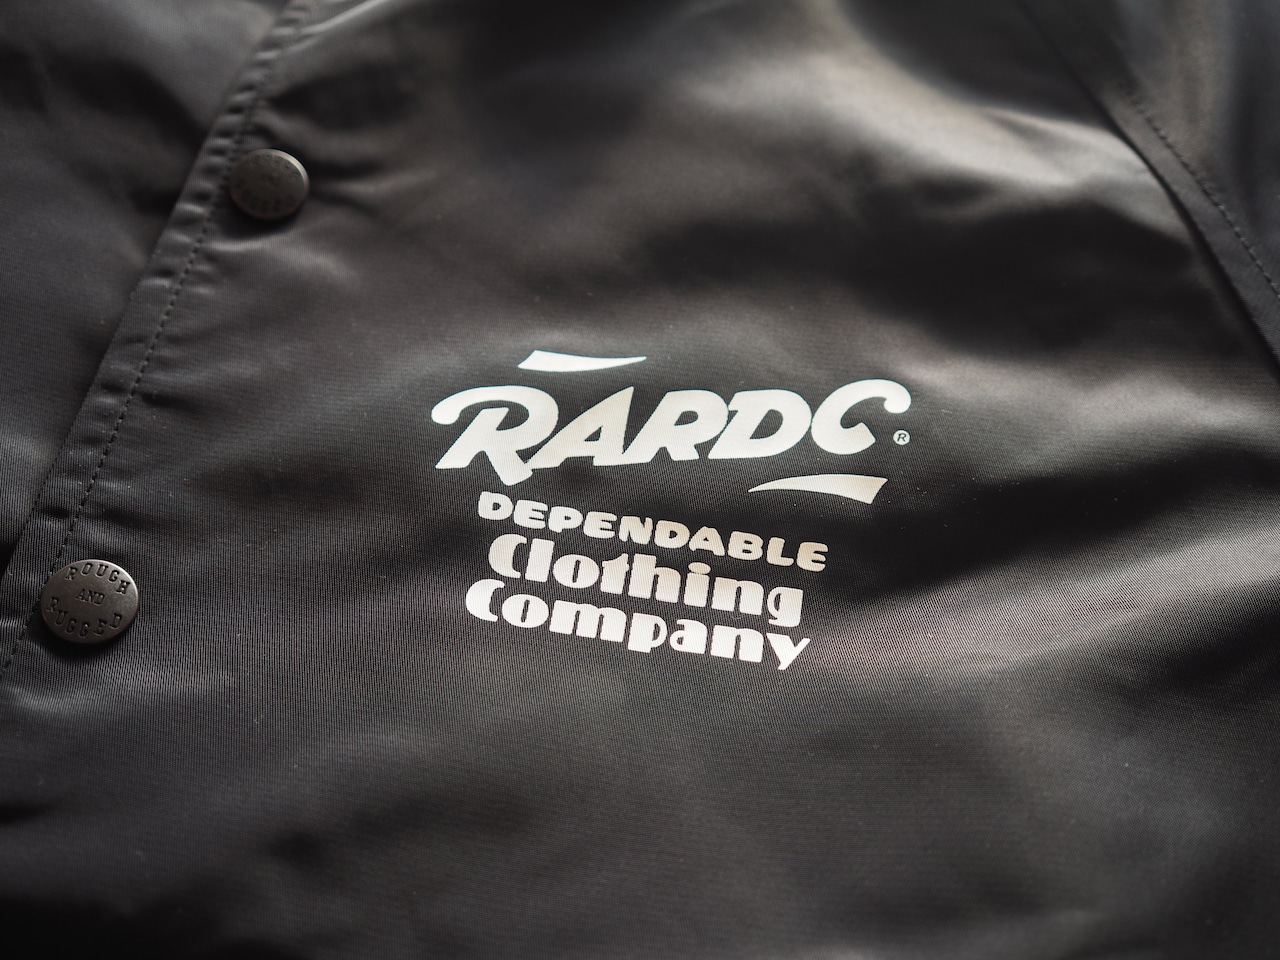 RARDC®
DEPENDABLE
Clothing
Company
ROUGH
AND
RUGGED